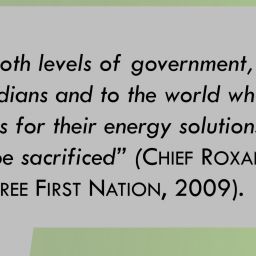 oth levels of government,
dians and to the world wh
s for their energy solution
be sacrificed” (CHIEF ROXA
REE FIRST NATION, 2009).